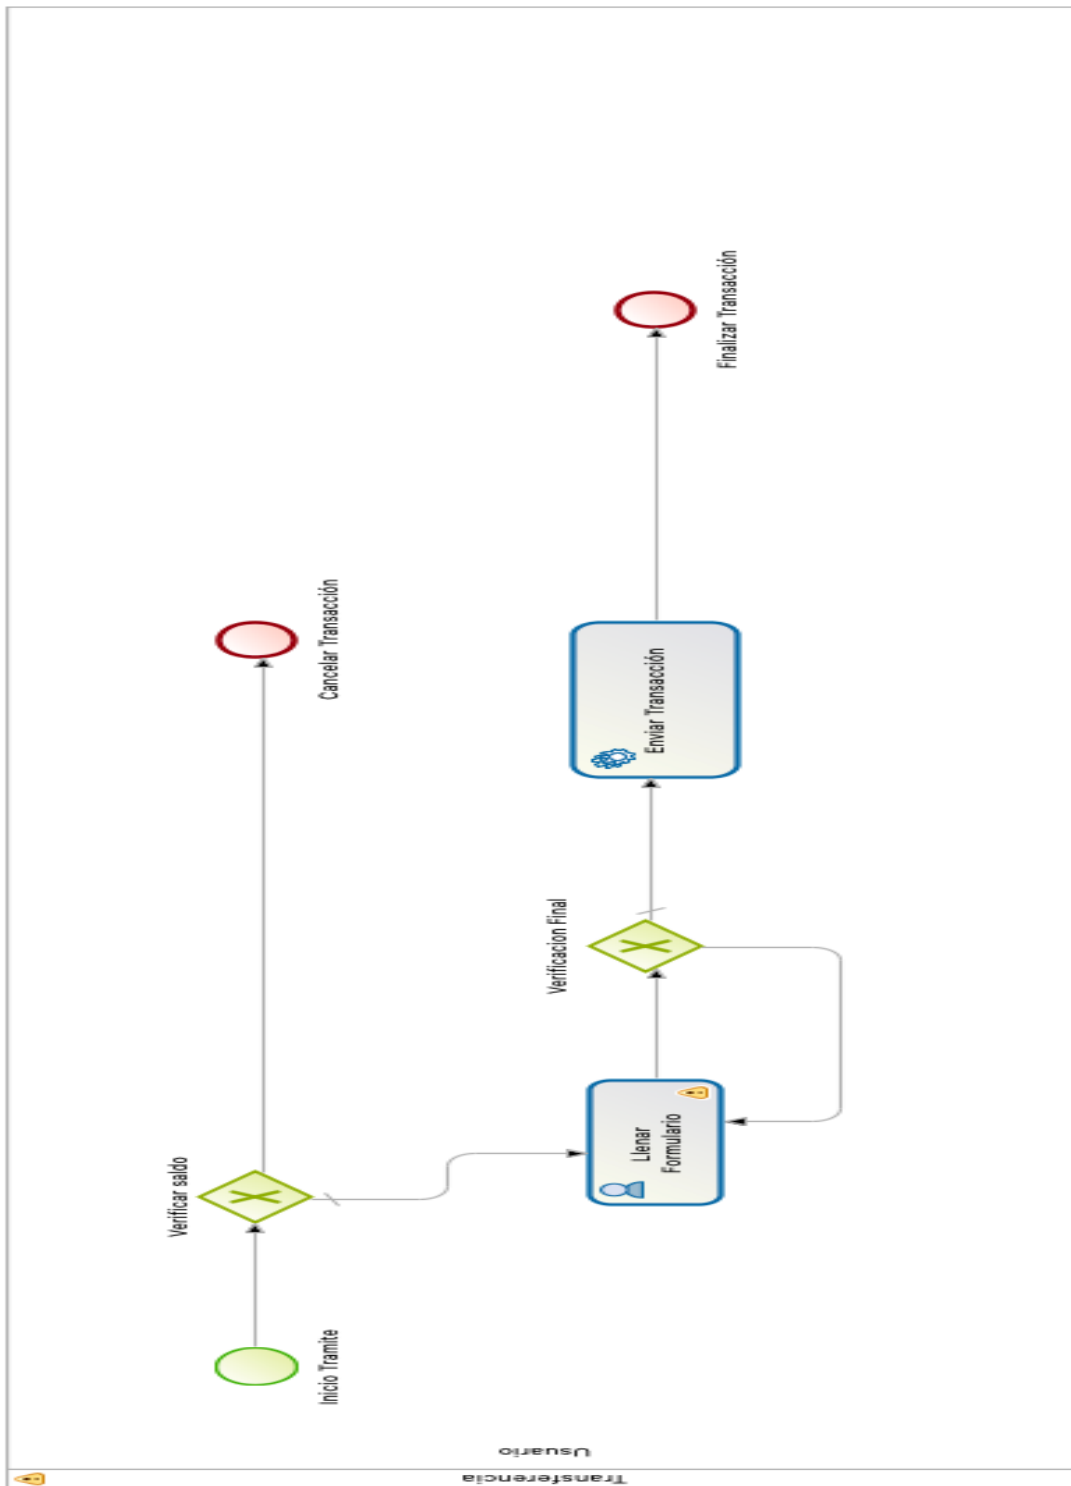 Transferencia
Usuario
Inicio Tramite
Verificar saldo
Cancelar Transacción
Llenar
Formulario
Verificacion Final
Enviar Transacción
Finalizar Transacción